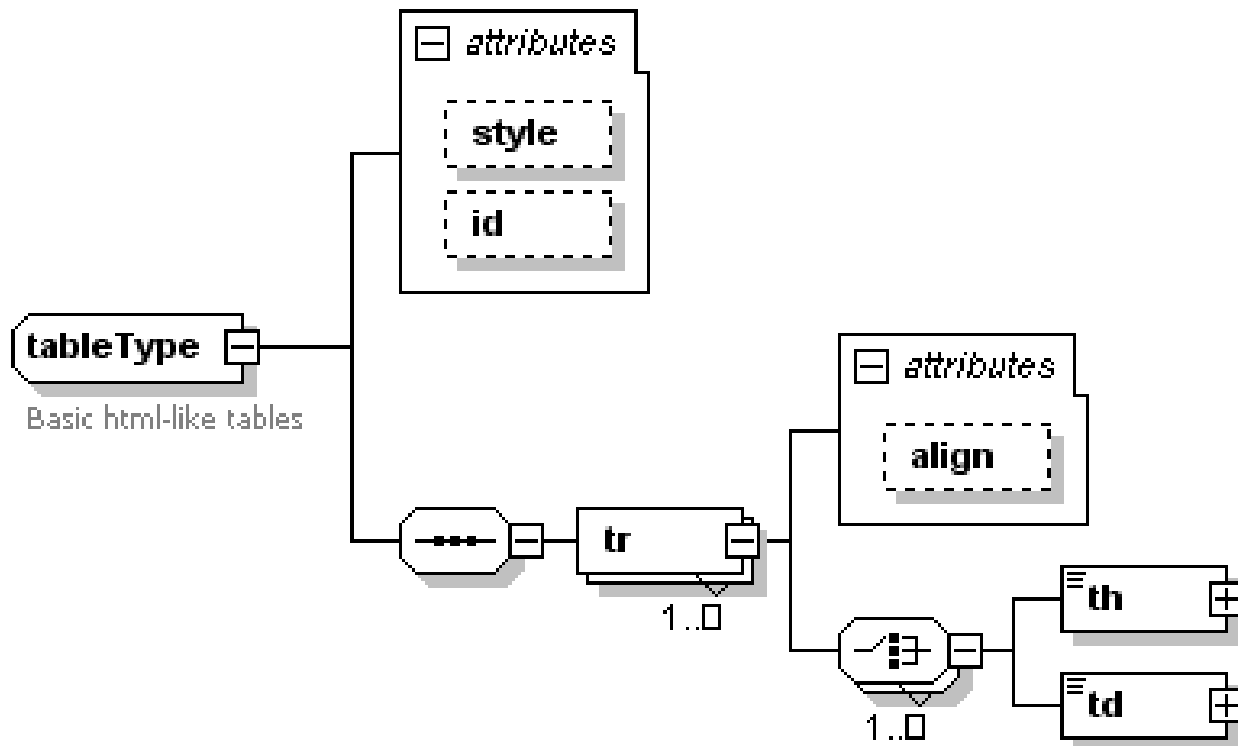 attributes
style
id
tableType
Basic html-like tables
attributes
align
tr
1..□
th
1..□
td